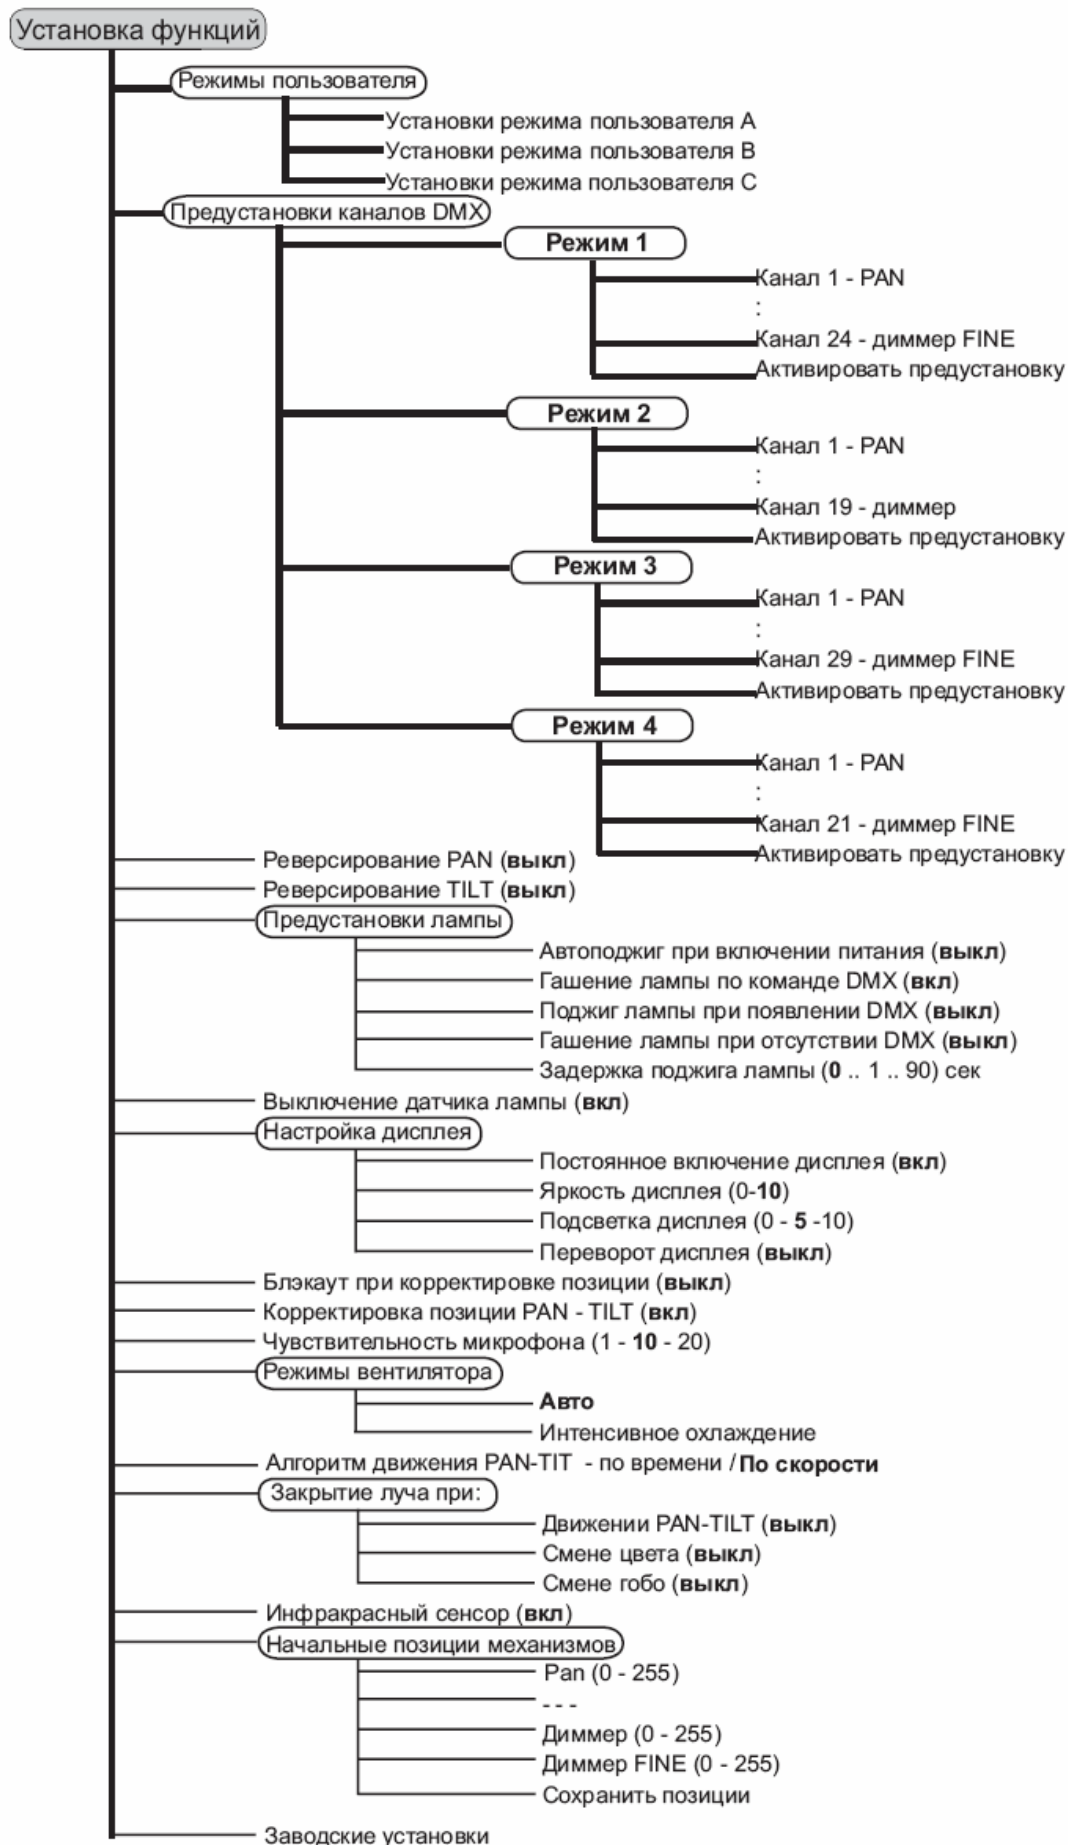 Установка функций
Режимы пользователя
Установки режима пользователя A
Установки режима пользователя B
Установки режима пользователя C
Предустановки каналов DMX
Режим 1
Канал 1 - PAN
:
Канал 24 - диммер FINE
Активировать предустановку
Режим 2
Канал 1 - PAN
:
Канал 19 - диммер
Активировать предустановку
Режим 3
Канал 1 - PAN
:
Канал 29 - диммер FINE
Активировать предустановку
Режим 4
Канал 1 - PAN
:
Канал 21 - диммер FINE
Активировать предустановку
Реверсирование PAN (выкл)
Реверсирование TILT (выкл)
Предустановки лампы
Автоподжиг при включении питания (выкл)
Гашение лампы по команде DMX (вкл)
Поджиг лампы при появлении DMX (выкл)
Гашение лампы при отсутствии DMX (выкл)
Задержка поджига лампы (0 .. 1 .. 90) сек
Выключение датчика лампы (вкл)
Настройка дисплея
Постоянное включение дисплея (вкл)
Яркость дисплея (0-10)
Подсветка дисплея (0 - 5 -10)
Переворот дисплея (выкл)
Блэкаут при корректировке позиции (выкл)
Корректировка позиции PAN - TILT (вкл)
Чувствительность микрофона (1 - 10 - 20)
Режимы вентилятора
Авто
Интенсивное охлаждение
Алгоритм движения PAN-TIT - по времени / По скорости
Закрытие луча при:
Движении PAN-TILT (выкл)
Смене цвета (выкл)
Смене гобо (выкл)
Инфракрасный сенсор (вкл)
Начальные позиции механизмов
Pan (0 - 255)
- - -
Диммер (0 - 255)
Диммер FINE (0 - 255)
Сохранить позиции
Заводские установки